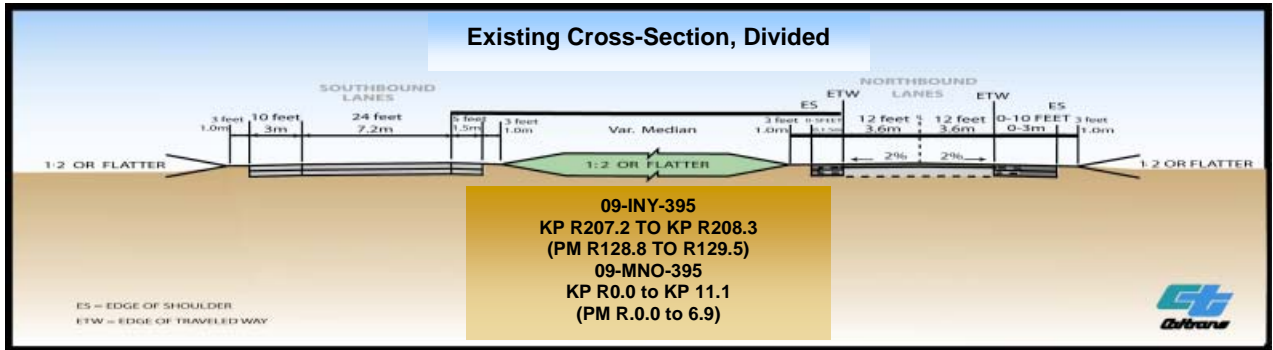 Existing Cross-Section, Divided
SOUTHBOUND
LANES
NORTHBOUND
LANES
ETW
ETW
ES
ES
3 feet
1.0m
10 feet
3m
24 feet
7.2m
5 feet
1.5m
3 feet
1.0m
Var. Median
3 feet
1.0m
0-5FEET
12 feet
3.6m
12 feet
3.6m
0-10 FEET
0-3m
3 feet
1.0m
1:2 OR FLATTER
1:2 OR FLATTER
2%
2%
1:2 OR FLATTER
09-INY-395
KP R207.2 TO KP R208.3
(PM R128.8 TO R129.5)
09-MNO-395
KP R0.0 to KP 11.1
(PM R.0.0 to 6.9)
ES = EDGE OF SHOULDER
ETW = EDGE OF TRAVELED WAY
Caltrans